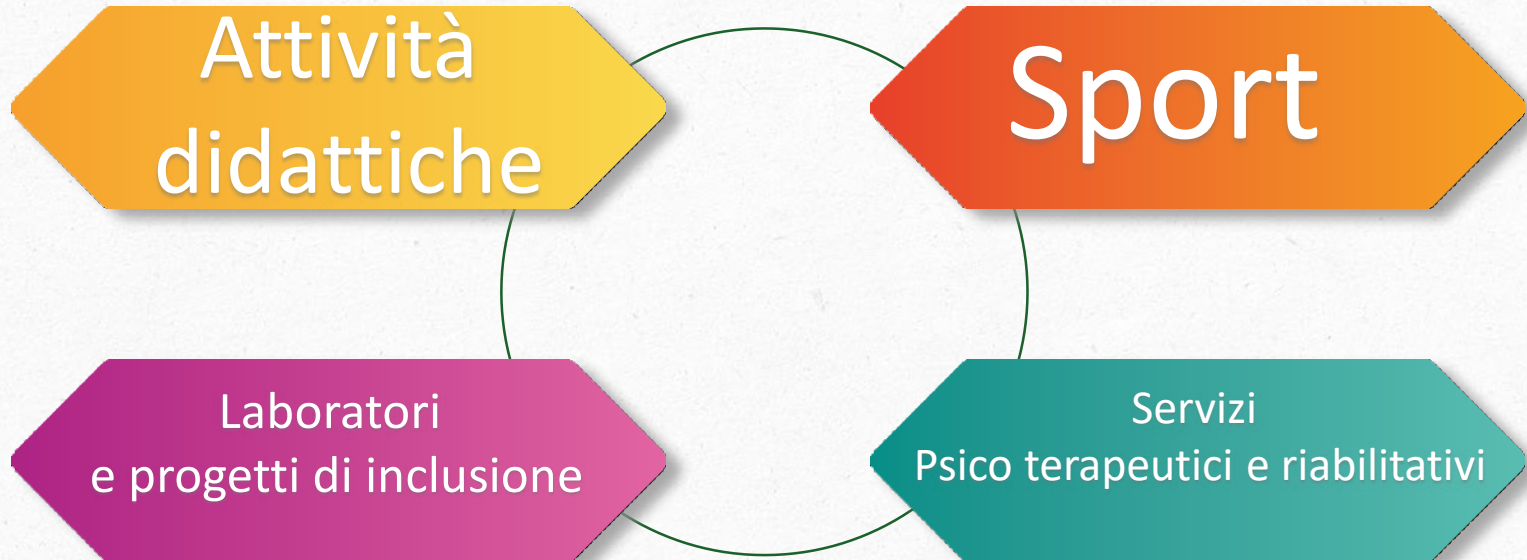 Attività
didattiche
Sport
Laboratori
e progetti di inclusione
Servizi
Psico terapeutici e riabilitativi